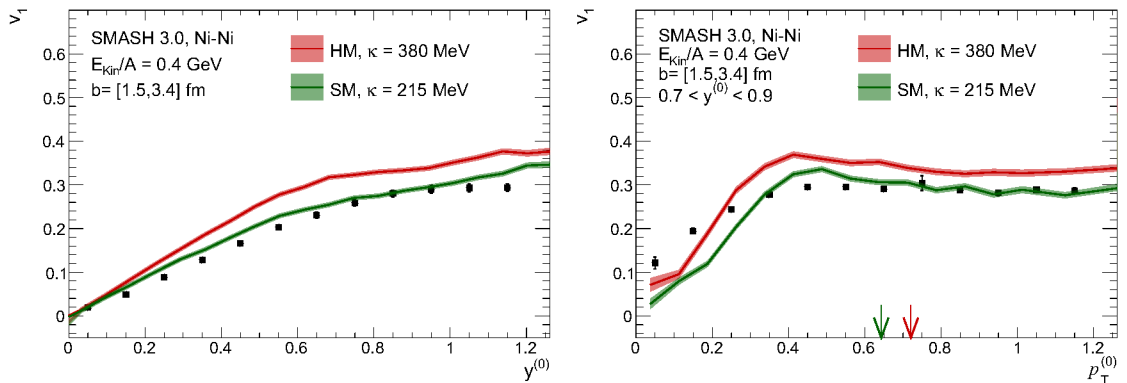 v₁
SMASH 3.0, Ni-Ni
E_Kin/A = 0.4 GeV
b= [1.5,3.4] fm
HM, κ = 380 MeV
SM, κ = 215 MeV
0.6
0.5
0.4
0.3
0.2
0.1
0
0 0.2 0.4 0.6 0.8 1 1.2
y⁽⁰⁾
v₁
SMASH 3.0, Ni-Ni
E_Kin/A = 0.4 GeV
b= [1.5,3.4] fm
0.7 < y⁽⁰⁾ < 0.9
HM, κ = 380 MeV
SM, κ = 215 MeV
0.6
0.5
0.4
0.3
0.2
0.1
0
0 0.2 0.4 0.6 0.8 1 1.2
p_T⁽⁰⁾